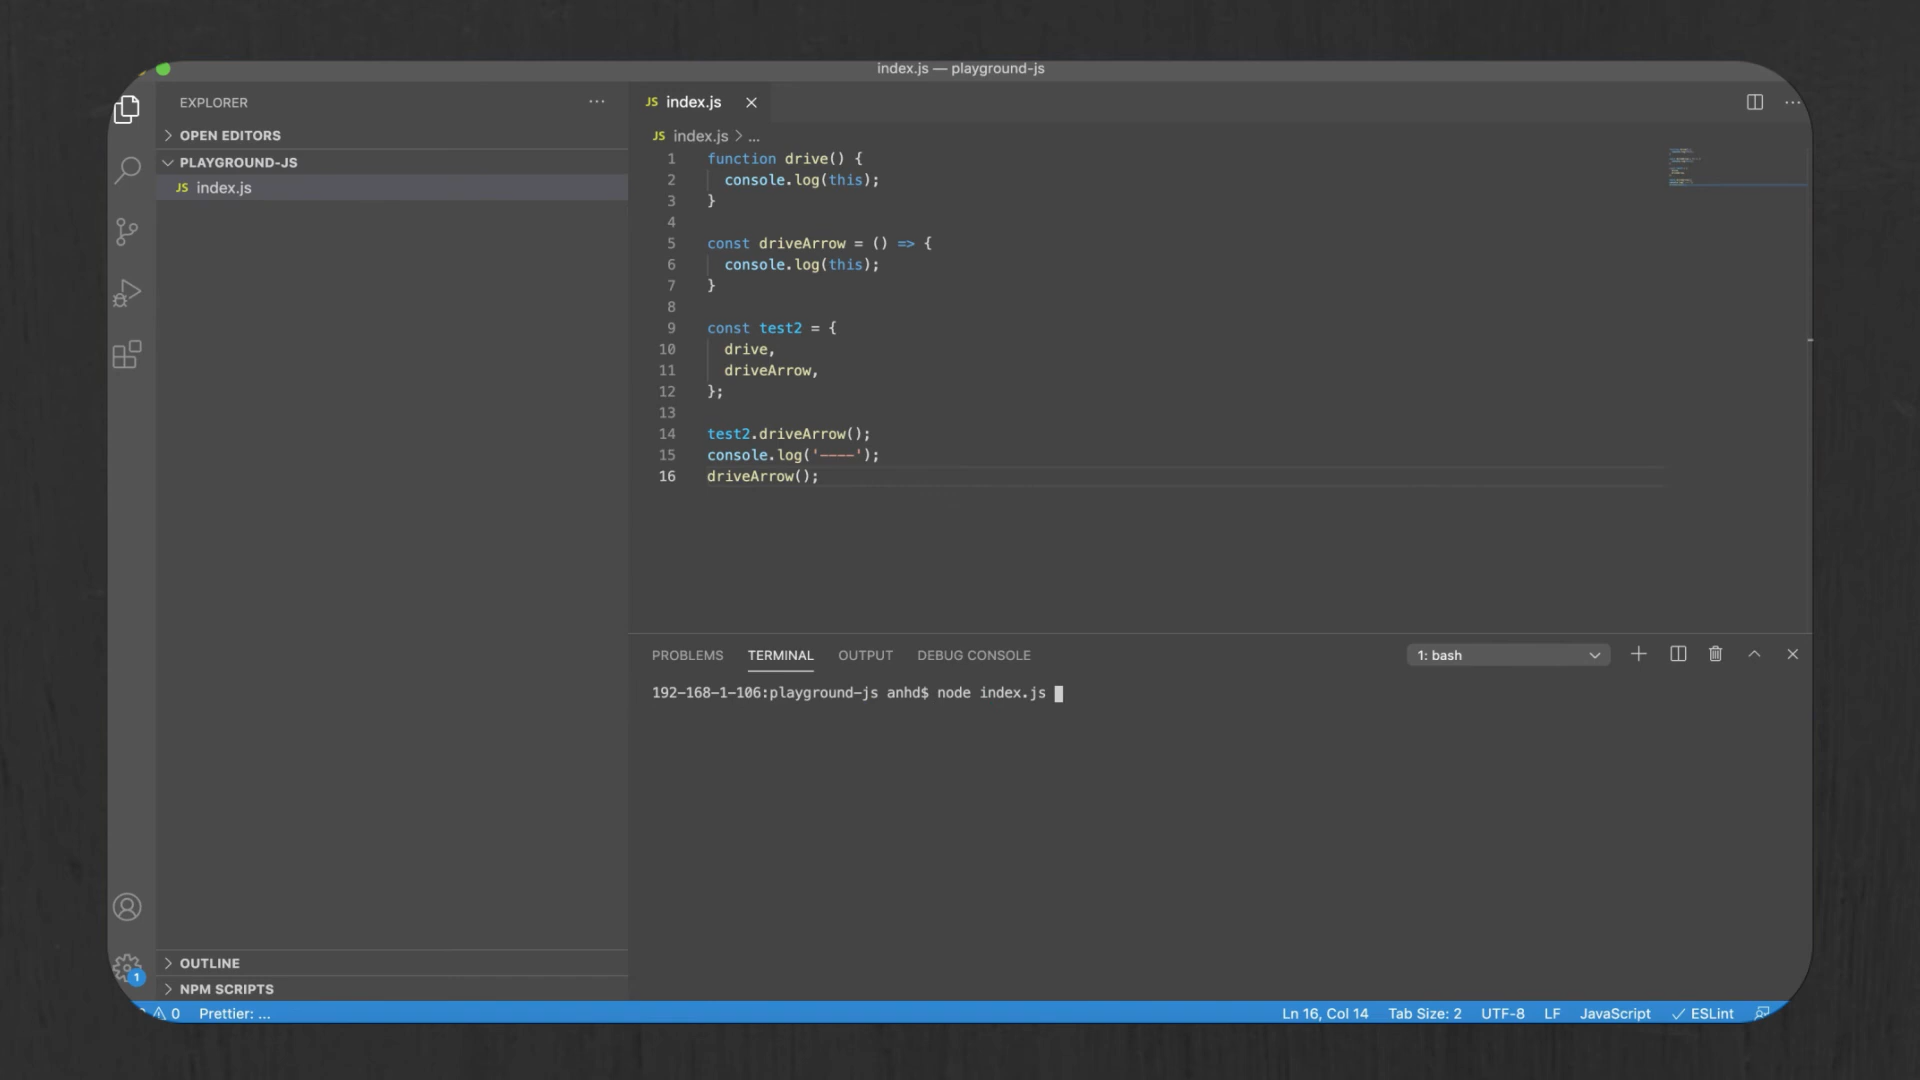 index.js — playground-js
EXPLORER
OPEN EDITORS
PLAYGROUND-JS
JS index.js
JS index.js
JS index.js > ...
1 function drive() {
2 console.log(this);
3 }
4
5 const driveArrow = () => {
6 console.log(this);
7 }
8
9 const test2 = {
10 drive,
11 driveArrow,
12 };
13
14 test2.driveArrow();
15 console.log('----');
16 driveArrow();
PROBLEMS TERMINAL OUTPUT DEBUG CONSOLE
1: bash
192-168-1-106:playground-js anhd$ node index.js
OUTLINE
NPM SCRIPTS
1
0 Prettier: ...
Ln 16, Col 14 Tab Size: 2 UTF-8 LF JavaScript ESLint